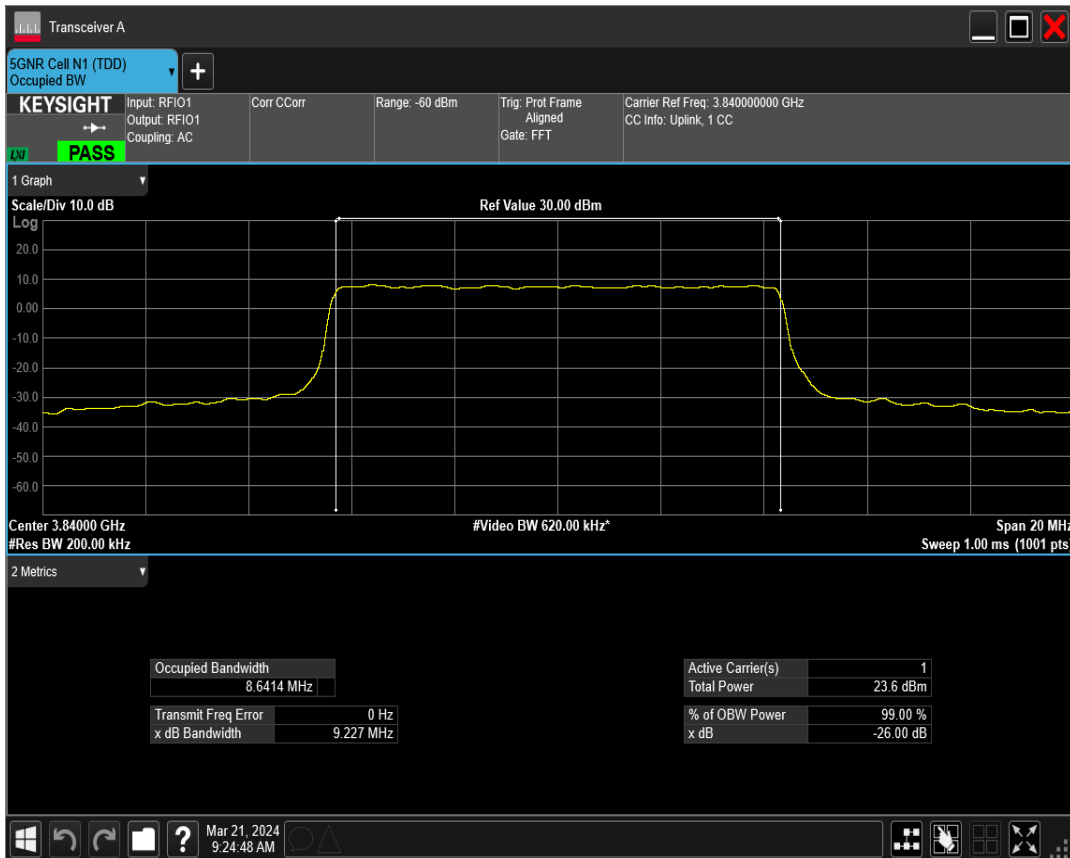 Transceiver A
5GNR Cell N1 (TDD)
Occupied BW
KEYSIGHT
LXI
PASS
Input: RFIO1
Output: RFIO1
Coupling: AC
Corr CCorr
Range: -60 dBm
Trig: Prot Frame
Aligned
Gate: FFT
Carrier Ref Freq: 3.840000000 GHz
CC Info: Uplink, 1 CC
1 Graph
Scale/Div 10.0 dB
Ref Value 30.00 dBm
Log
20.0
10.0
0.00
-10.0
-20.0
-30.0
-40.0
-50.0
-60.0
Center 3.84000 GHz
#Video BW 620.00 kHz*
Span 20 MHz
#Res BW 200.00 kHz
Sweep 1.00 ms (1001 pts)
2 Metrics
Occupied Bandwidth
8.6414 MHz
Transmit Freq Error 0 Hz
x dB Bandwidth 9.227 MHz
Active Carrier(s) 1
Total Power 23.6 dBm
% of OBW Power 99.00 %
x dB -26.00 dB
?
Mar 21, 2024
9:24:48 AM